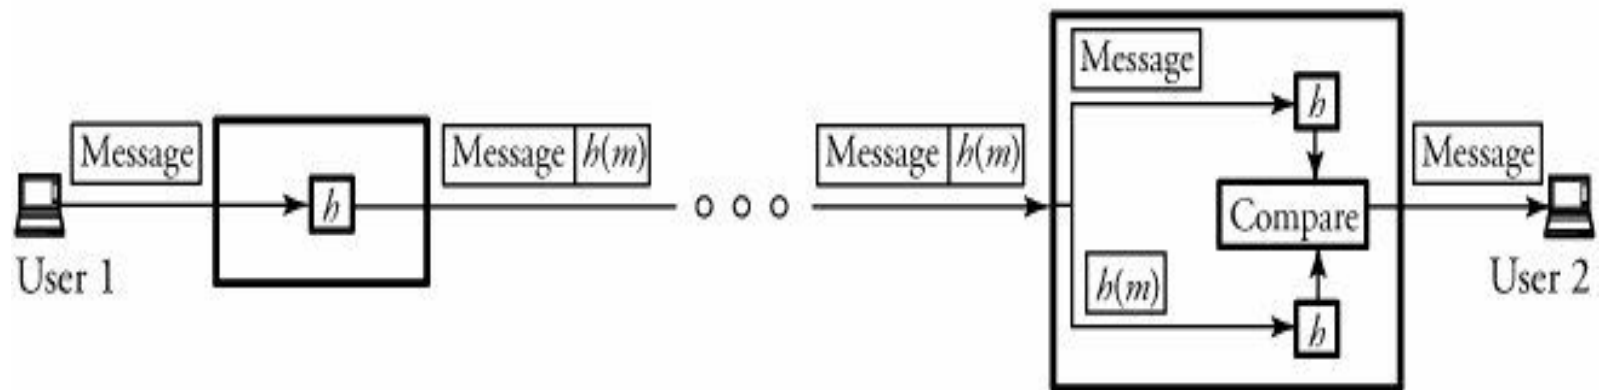 Message
h
Message h(m)
Message h(m)
Message
h
Compare
h(m)
h
Message
User 1
User 2